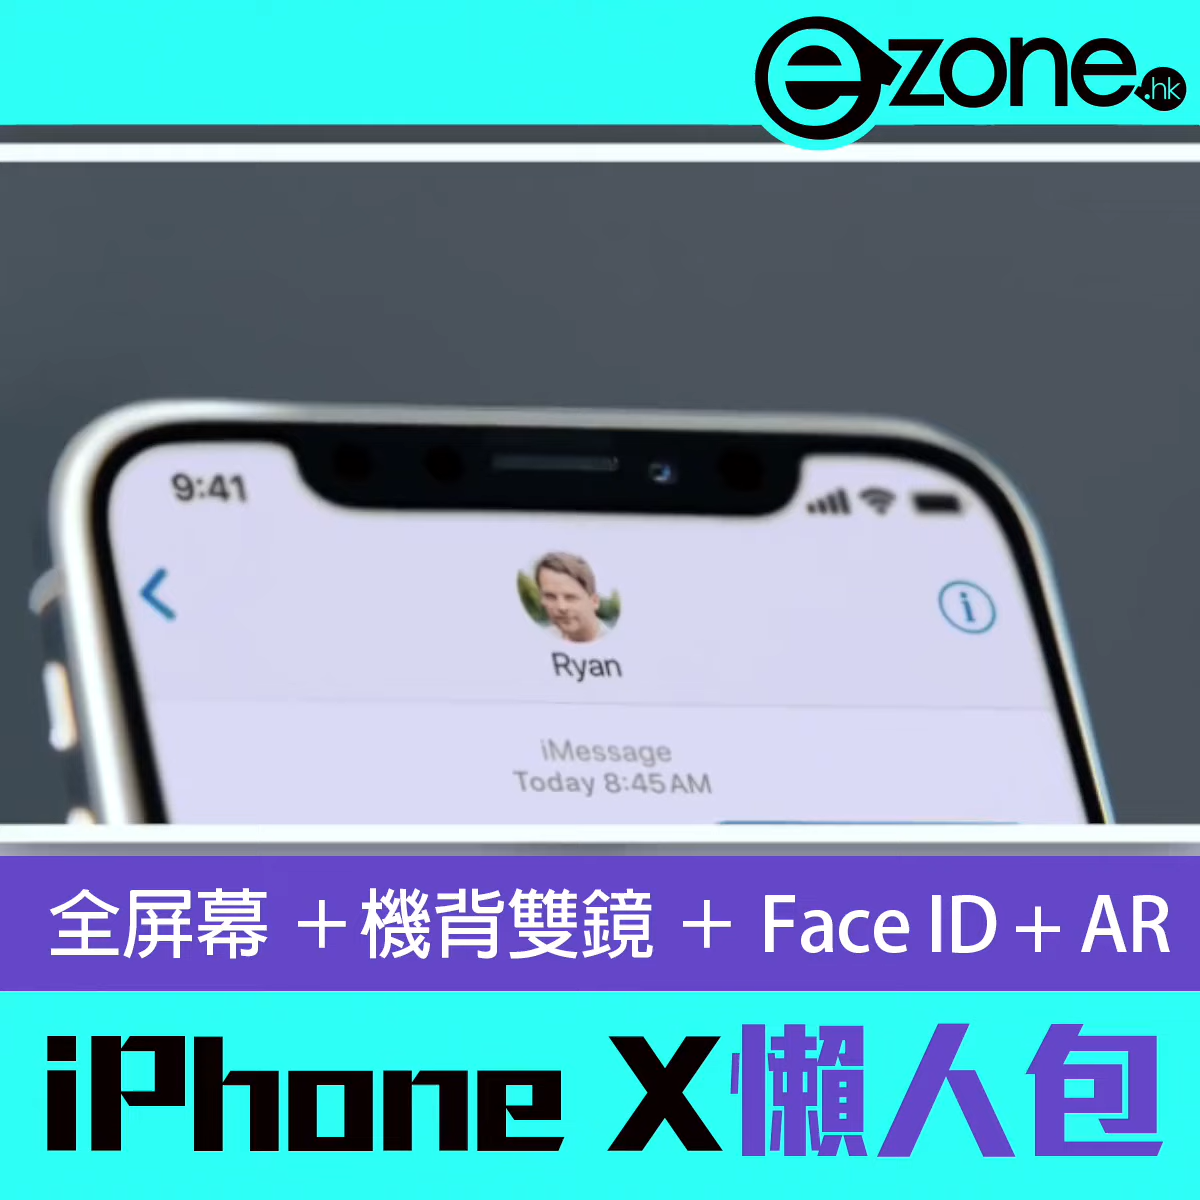 ezone.hk
9:41
Ryan
iMessage
Today 8:45 AM
全屏幕 + 機背雙鏡 + Face ID + AR
iPhone X懶人包